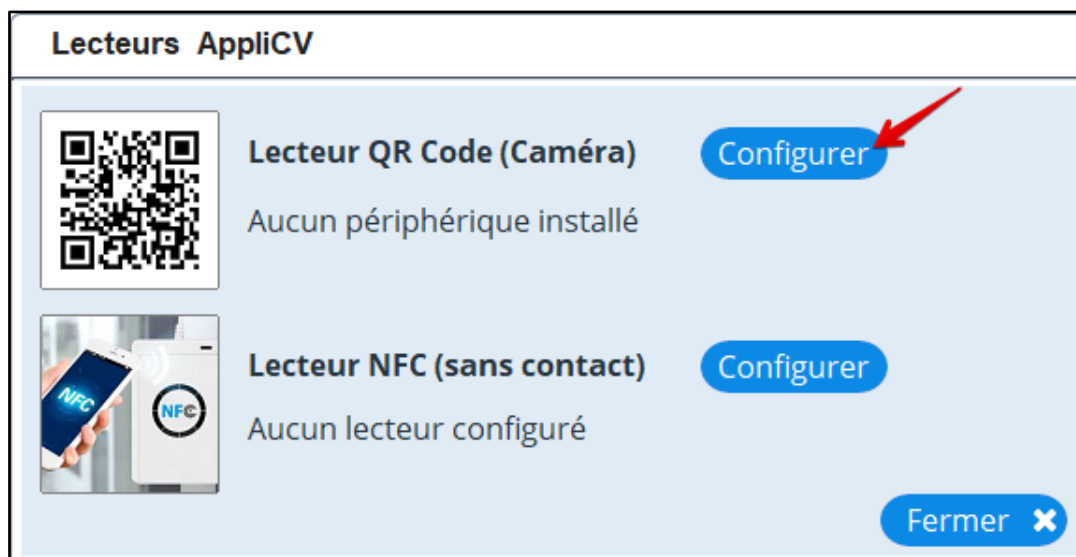 Lecteurs AppliCV
Lecteur QR Code (Caméra)
Configurer
Aucun périphérique installé
Lecteur NFC (sans contact)
Configurer
Aucun lecteur configuré
NFC
NFC
Fermer